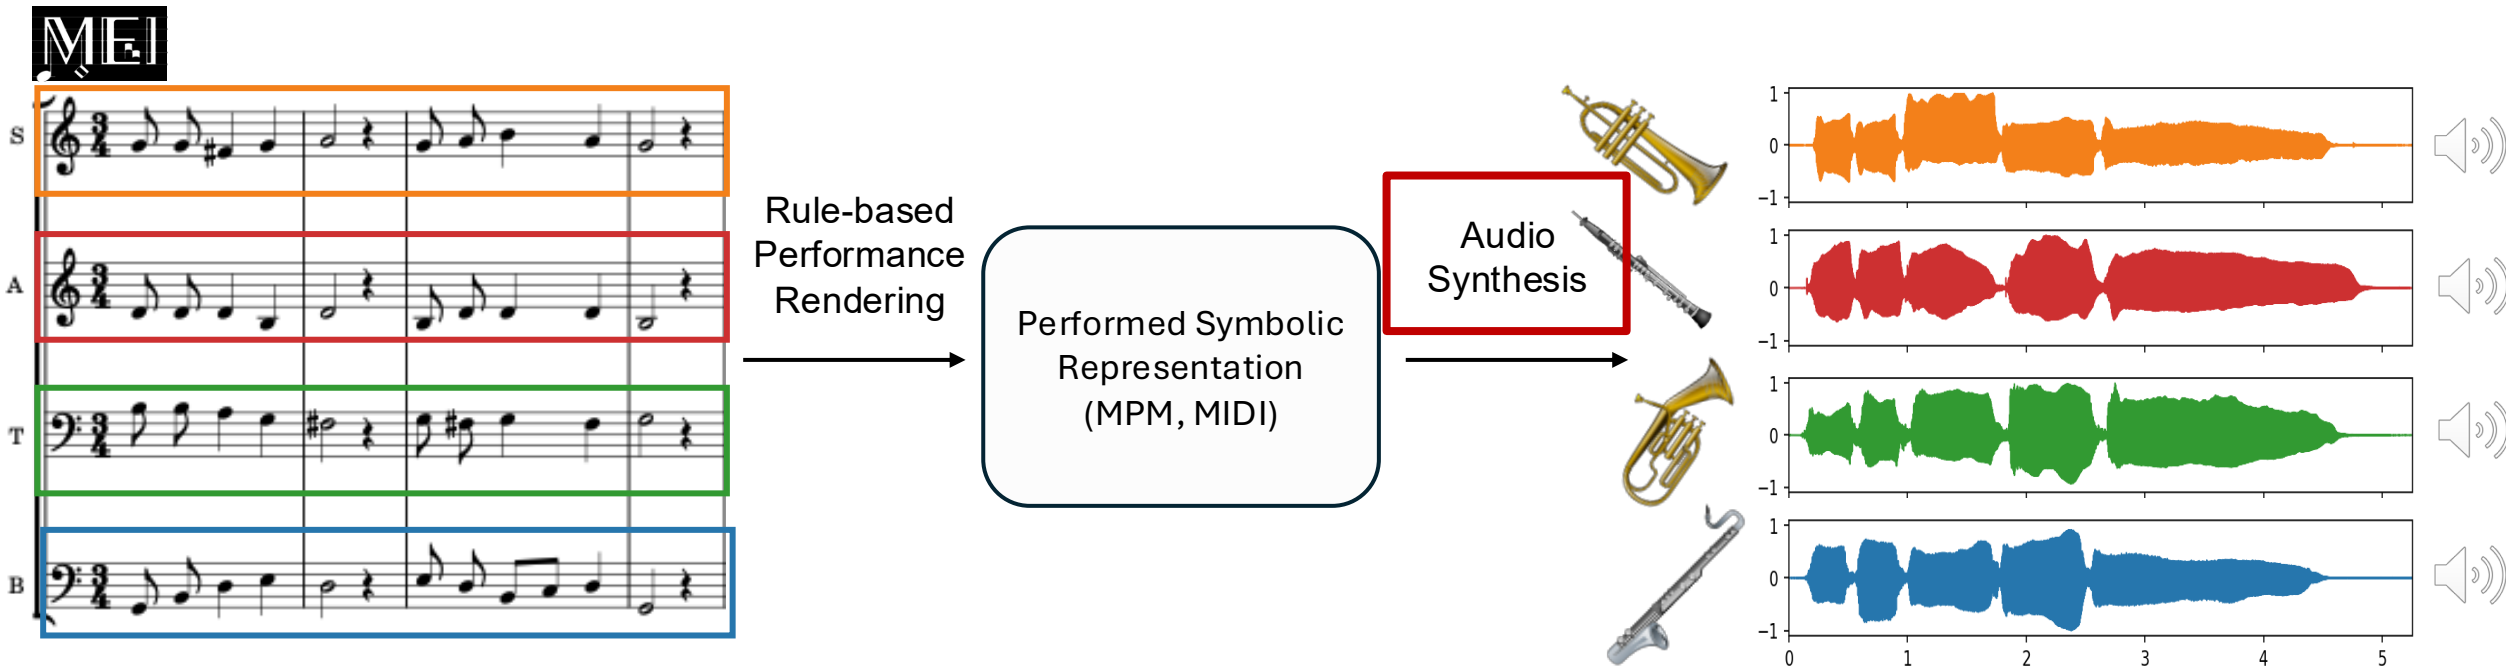 MEI
S
A
T
B
Rule-based
Performance
Rendering
Performed Symbolic
Representation
(MPM, MIDI)
Audio
Synthesis
1
0
−1
1
0
−1
1
0
−1
1
0
−1
0 1 2 3 4 5